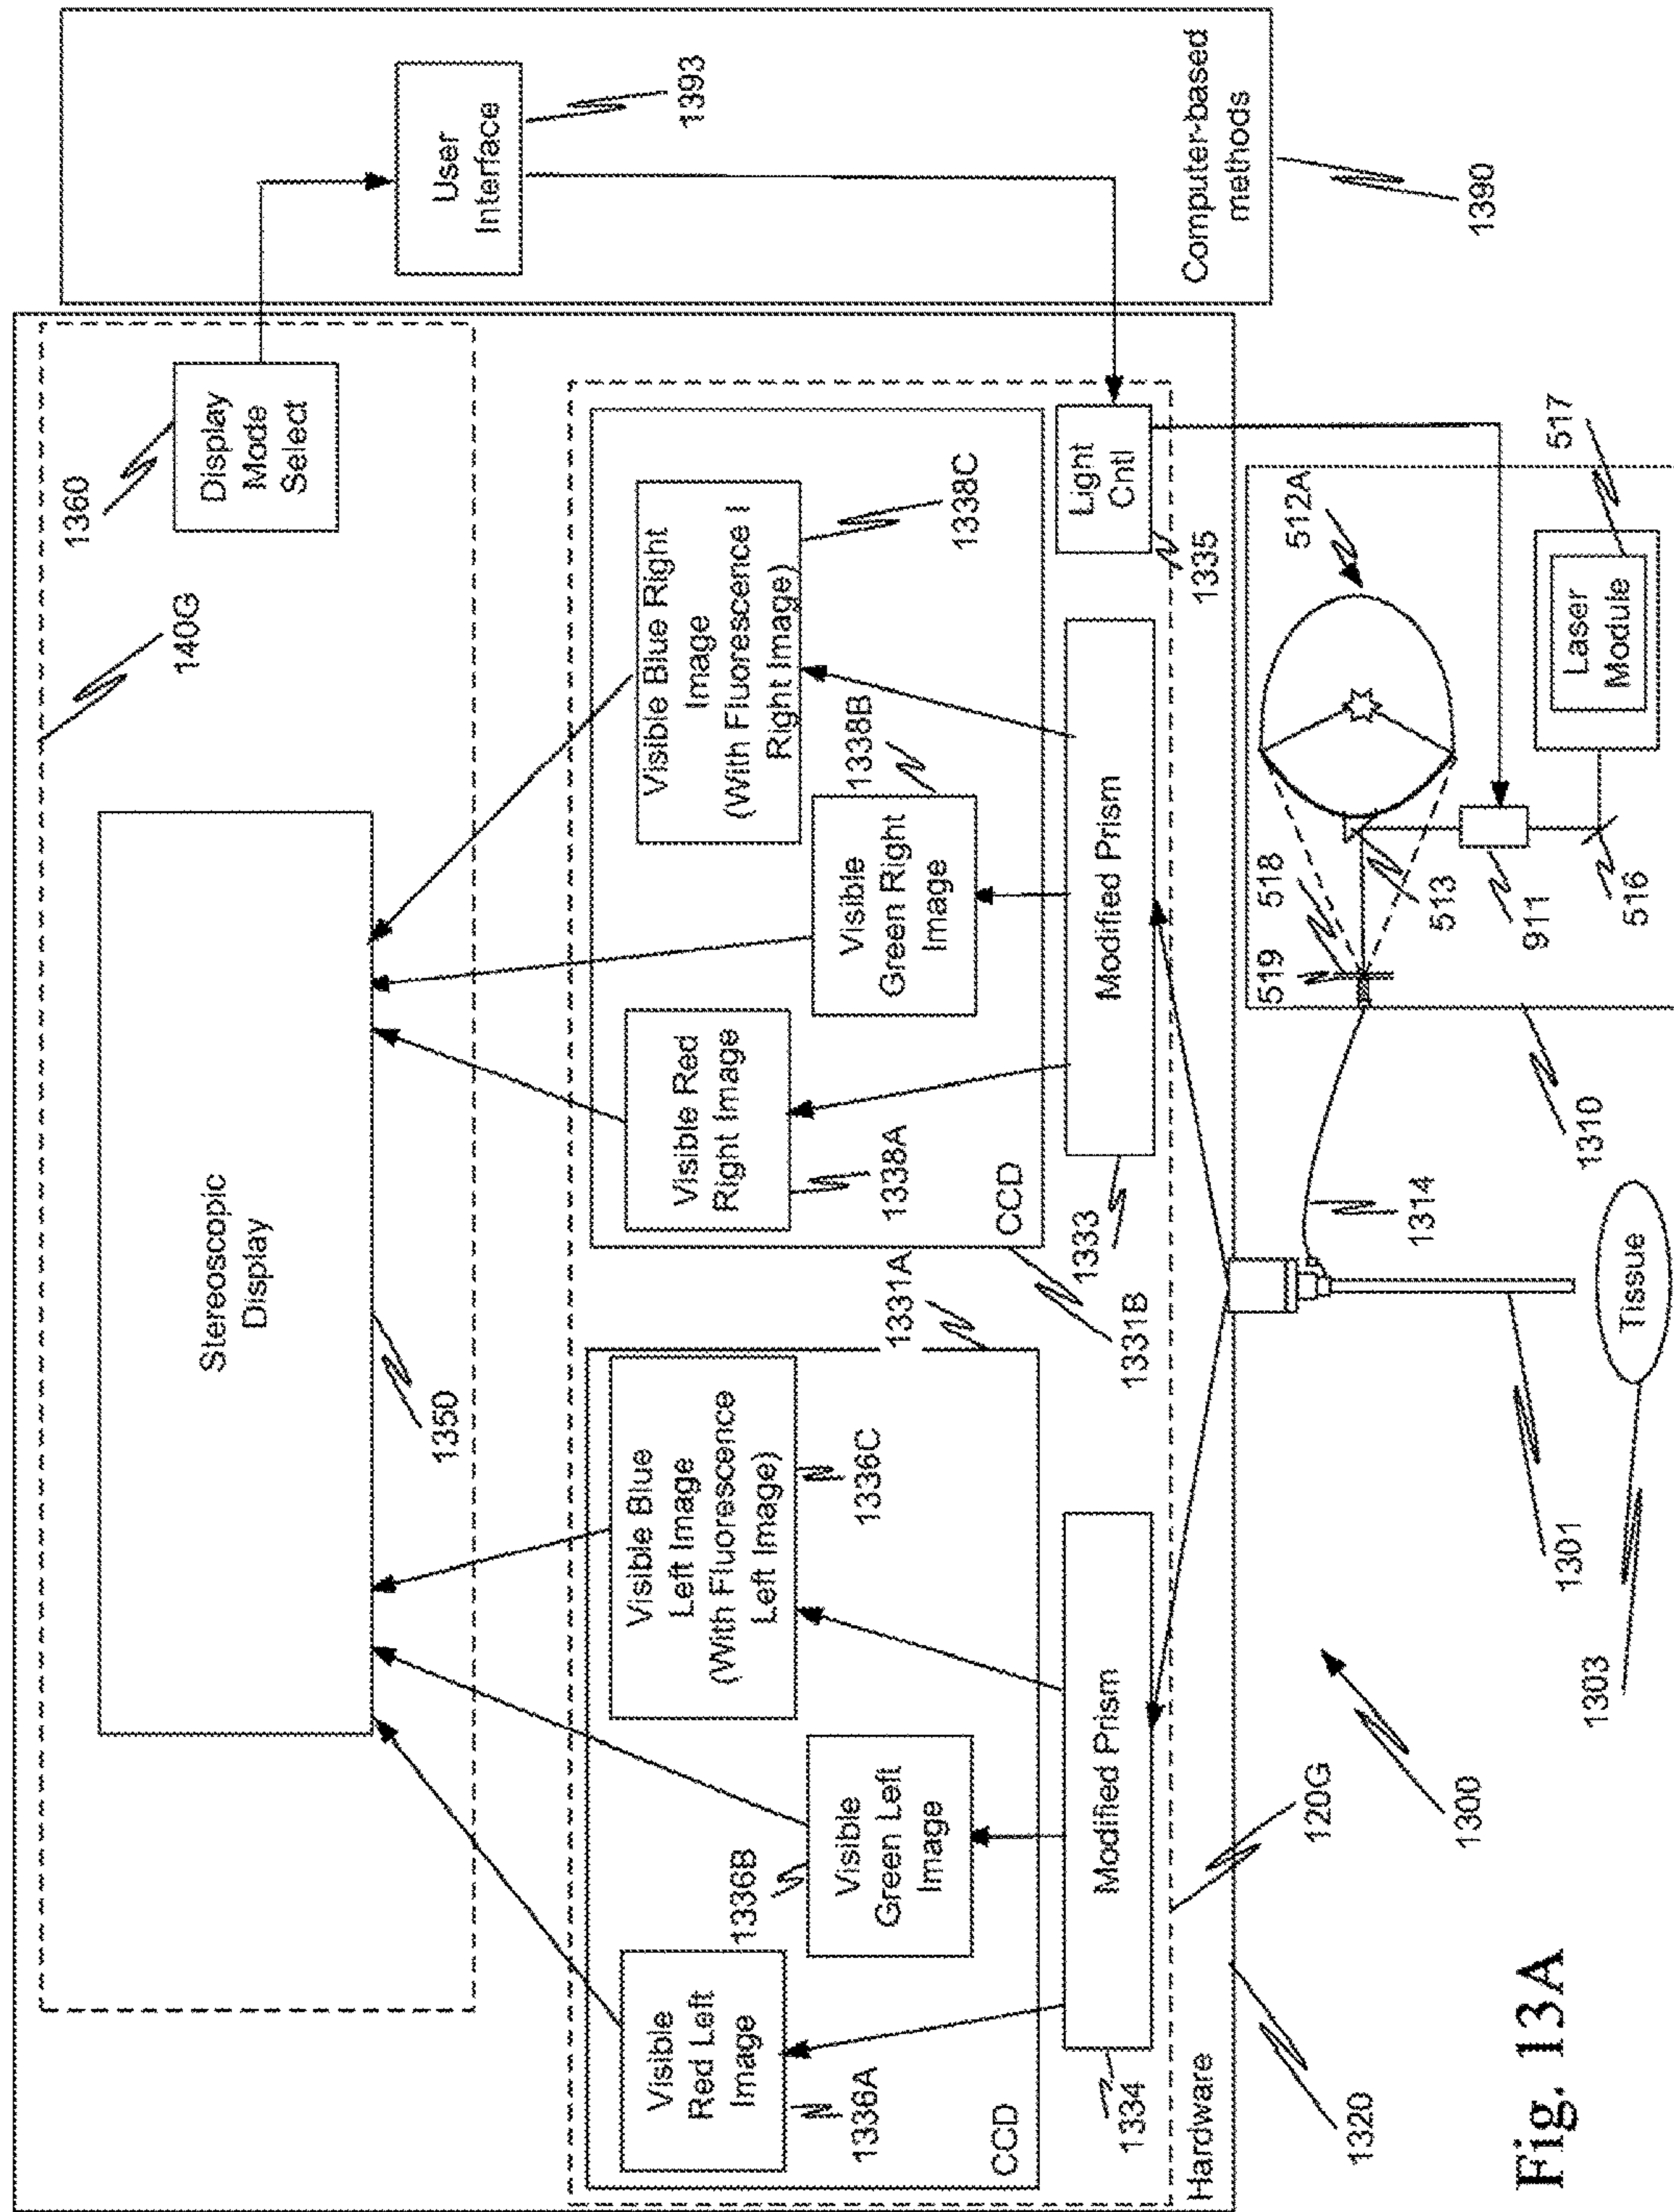 140G
1360
Stereoscopic
Display
Display
Mode
Select
User
Interface
1393
1350
Visible
Red Left
Image
1336A
Visible
Green Left
Image
1336B
Visible Blue
Left Image
(With Fluorescence
Left Image)
1336C
CCD
1331A
Visible Red
Right Image
1338A
Visible
Green Right
Image
1338B
Visible Blue Right
Image
(With Fluorescence I
Right Image)
1338C
CCD
1331B
Modified Prism
1334
Modified Prism
1333
Light
Cntl
1335
Computer-based
methods
1390
Hardware
1320
120G
1300
1314
1301
Tissue
1303
1310
519
518
512A
517
513
911
516
Laser
Module
Fig. 13A